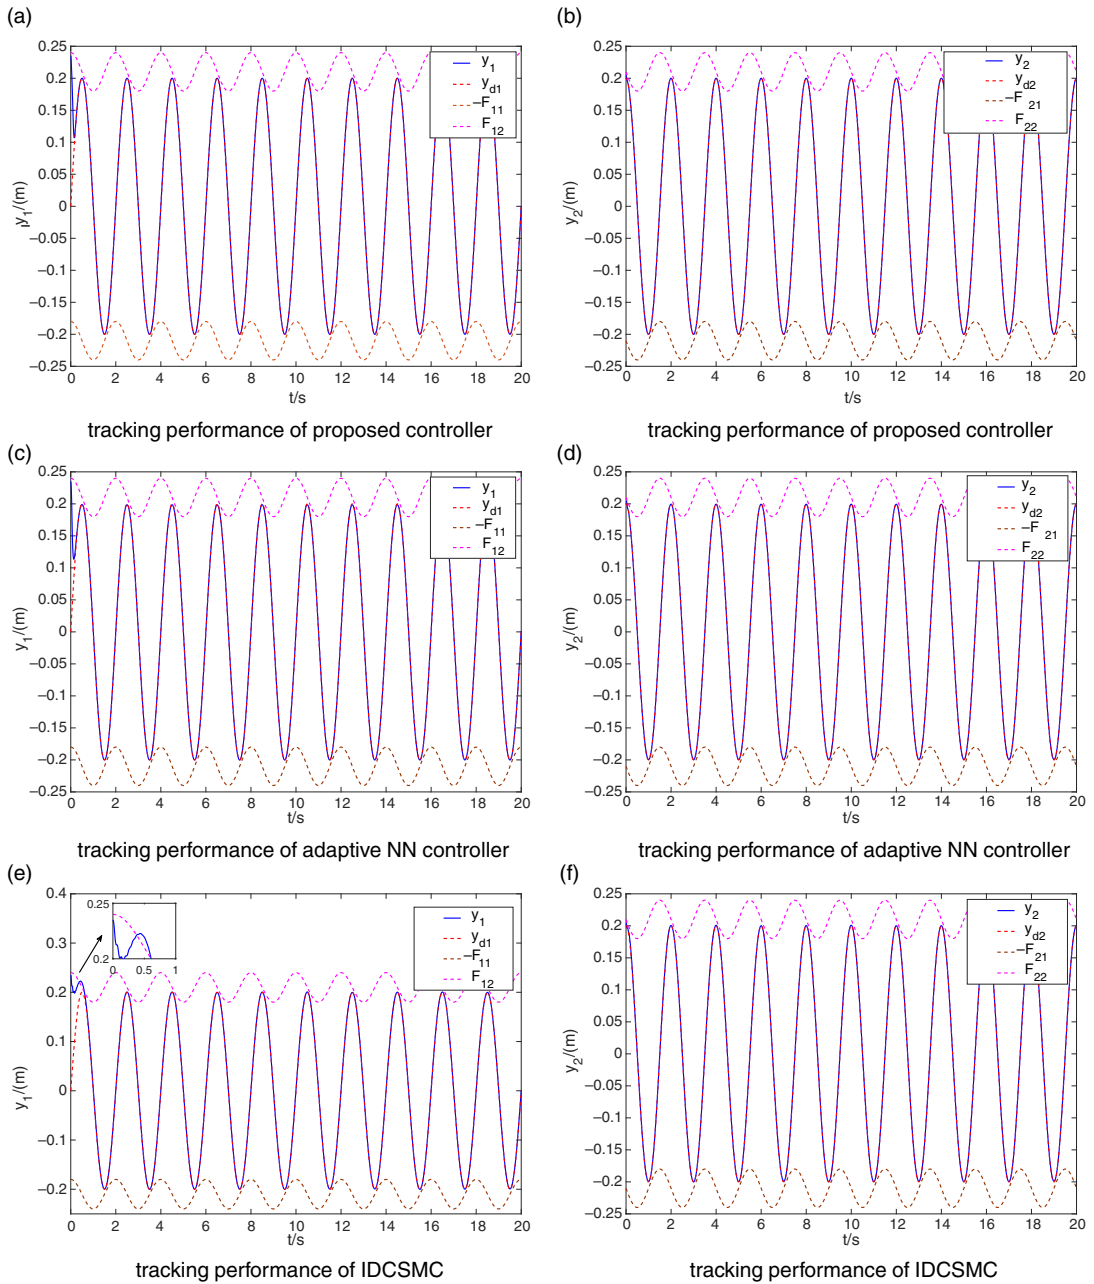 (a)
0.25
0.2
0.15
0.1
0.05
0
−0.05
−0.1
−0.15
−0.2
−0.25
y1/(m)
0 2 4 6 8 10 12 14 16 18 20
t/s
y1
yd1
−F11
F12
tracking performance of proposed controller
(b)
0.25
0.2
0.15
0.1
0.05
0
−0.05
−0.1
−0.15
−0.2
−0.25
y2/(m)
0 2 4 6 8 10 12 14 16 18 20
t/s
y2
yd2
−F 21
F22
tracking performance of proposed controller
(c)
0.25
0.2
0.15
0.1
0.05
0
−0.05
−0.1
−0.15
−0.2
−0.25
y1/(m)
0 2 4 6 8 10 12 14 16 18 20
t/s
y1
yd1
−F11
F12
tracking performance of adaptive NN controller
(d)
0.25
0.2
0.15
0.1
0.05
0
−0.05
−0.1
−0.15
−0.2
−0.25
y2/(m)
0 2 4 6 8 10 12 14 16 18 20
t/s
y2
yd2
−F 21
F22
tracking performance of adaptive NN controller
(e)
0.4
0.3
0.2
0.1
0
−0.1
−0.2
y1/(m)
0.25
0.2
0 0.5 1
0 2 4 6 8 10 12 14 16 18 20
t/s
y1
yd1
−F11
F12
tracking performance of IDCSMC
(f)
0.25
0.2
0.15
0.1
0.05
0
−0.05
−0.1
−0.15
−0.2
−0.25
y2/(m)
0 2 4 6 8 10 12 14 16 18 20
t/s
y2
yd2
−F21
F22
tracking performance of IDCSMC